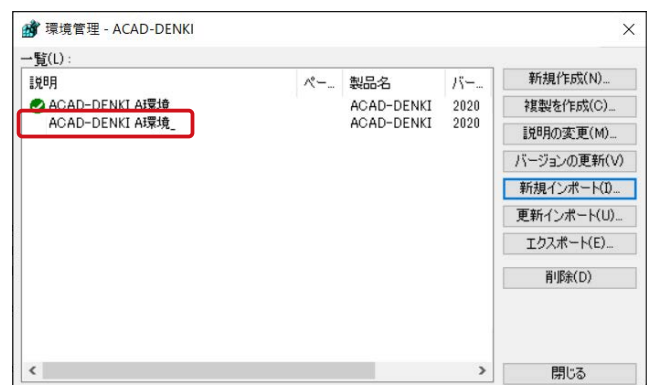 環境管理 - ACAD-DENKI
一覧(L) :
説明 ペー... 製品名 バー...
ACAD-DENKI A環境 ACAD-DENKI 2020
ACAD-DENKI A環境_ ACAD-DENKI 2020
新規作成(N)...
複製を作成(C)...
説明の変更(M)...
バージョンの更新(V)
新規インポート(I)...
更新インポート(U)...
エクスポート(E)...
削除(D)
閉じる